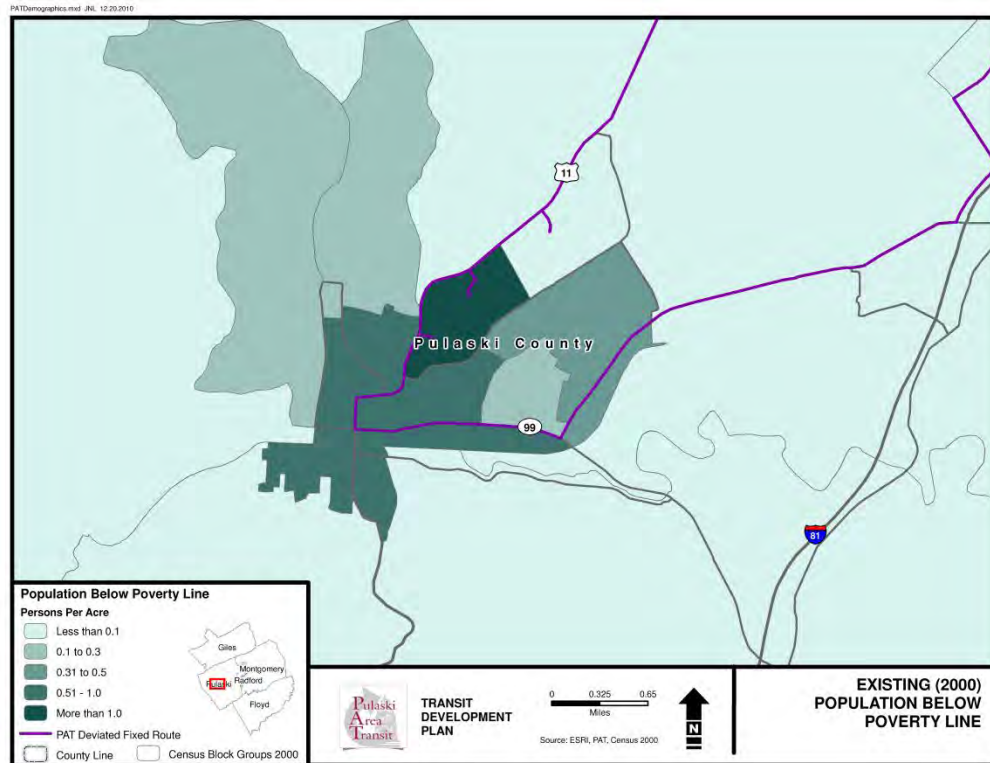 PATDemographics.mxd JNL 12.20.2010
11
Pulaski County
99
81
Population Below Poverty Line
Persons Per Acre
Less than 0.1
0.1 to 0.3
0.31 to 0.5
0.51 - 1.0
More than 1.0
PAT Deviated Fixed Route
County Line
Census Block Groups 2000
Giles
Montgomery
Pulaski
Radford
Floyd
Pulaski
Area
Transit
TRANSIT
DEVELOPMENT
PLAN
0 0.325 0.65
Miles
Source: ESRI, PAT, Census 2000
N
EXISTING (2000)
POPULATION BELOW
POVERTY LINE